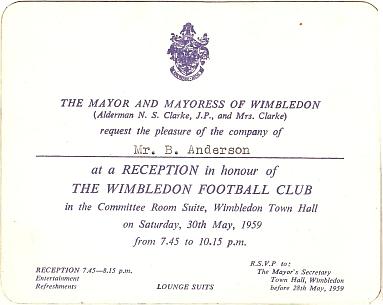 THE MAYOR AND MAYORESS OF WIMBLEDON
(Alderman N. S. Clarke, J.P., and Mrs. Clarke)
request the pleasure of the company of
Mr. B. Anderson
at a RECEPTION in honour of
THE WIMBLEDON FOOTBALL CLUB
in the Committee Room Suite, Wimbledon Town Hall
on Saturday, 30th May, 1959
from 7.45 to 10.15 p.m.
RECEPTION 7.45—8.15 p.m.
Entertainment
Refreshments
LOUNGE SUITS
R.S.V.P to:
The Mayor's Secretary
Town Hall, Wimbledon
before 28th May, 1959